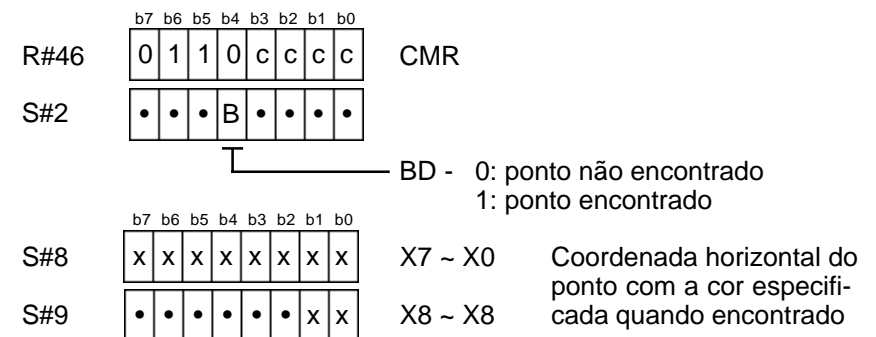 b7 b6 b5 b4 b3 b2 b1 b0
R#46 0 1 1 0 c c c c CMR
S#2 • • • B • • • •
BD - 0: ponto não encontrado
1: ponto encontrado
b7 b6 b5 b4 b3 b2 b1 b0
S#8 x x x x x x x x X7 ~ X0 Coordenada horizontal do
ponto com a cor especifi-
S#9 • • • • • • x x X8 ~ X8 cada quando encontrado